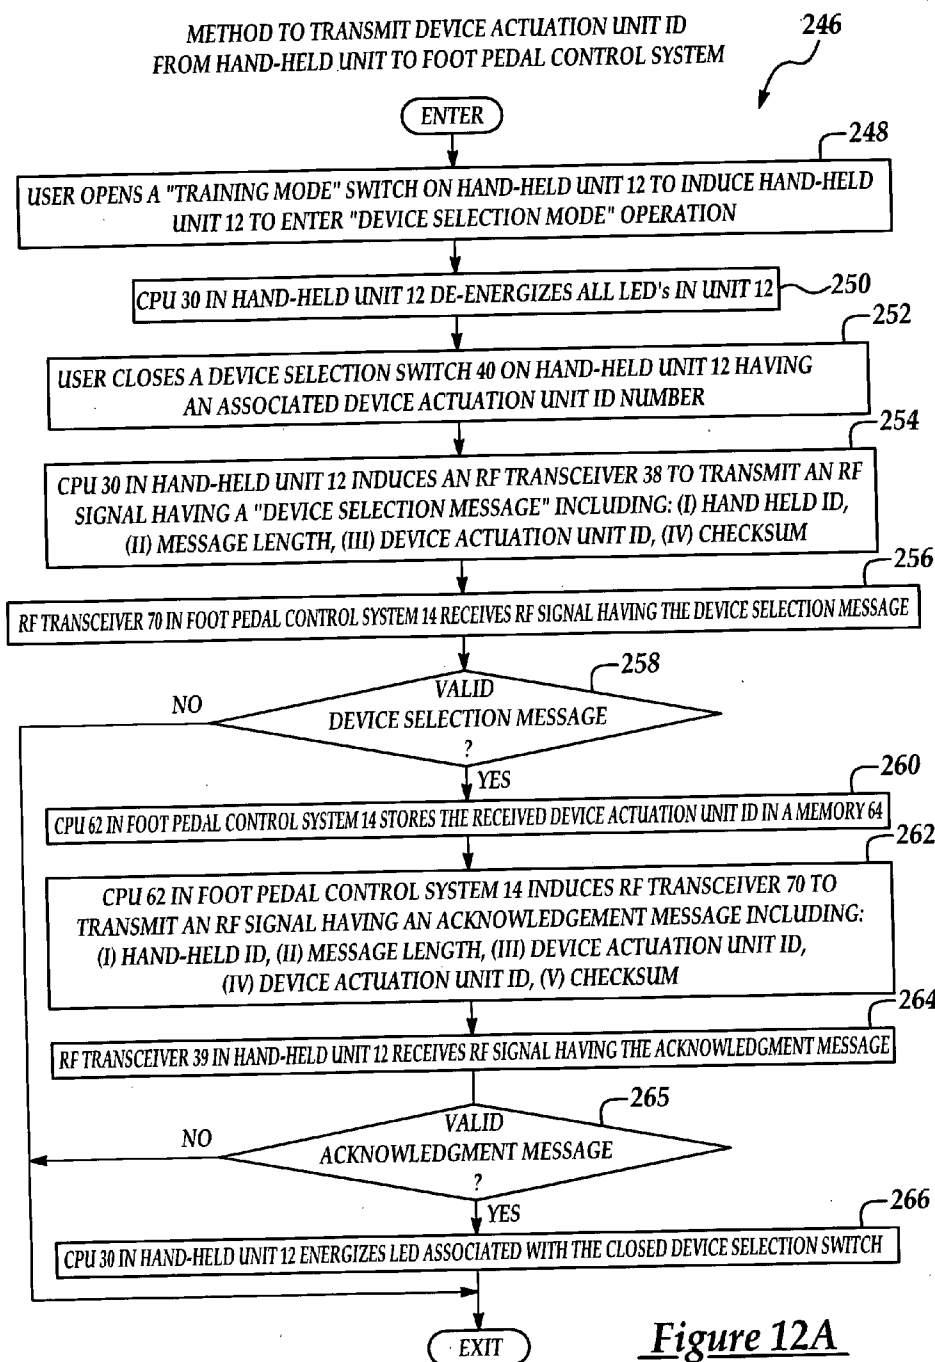 METHOD TO TRANSMIT DEVICE ACTUATION UNIT ID
FROM HAND-HELD UNIT TO FOOT PEDAL CONTROL SYSTEM
246
ENTER
248
USER OPENS A "TRAINING MODE" SWITCH ON HAND-HELD UNIT 12 TO INDUCE HAND-HELD
UNIT 12 TO ENTER "DEVICE SELECTION MODE" OPERATION
CPU 30 IN HAND-HELD UNIT 12 DE-ENERGIZES ALL LED's IN UNIT 12
250
252
USER CLOSES A DEVICE SELECTION SWITCH 40 ON HAND-HELD UNIT 12 HAVING
AN ASSOCIATED DEVICE ACTUATION UNIT ID NUMBER
254
CPU 30 IN HAND-HELD UNIT 12 INDUCES AN RF TRANSCEIVER 38 TO TRANSMIT AN RF
SIGNAL HAVING A "DEVICE SELECTION MESSAGE" INCLUDING: (I) HAND HELD ID,
(II) MESSAGE LENGTH, (III) DEVICE ACTUATION UNIT ID, (IV) CHECKSUM
256
RF TRANSCEIVER 70 IN FOOT PEDAL CONTROL SYSTEM 14 RECEIVES RF SIGNAL HAVING THE DEVICE SELECTION MESSAGE
258
VALID
DEVICE SELECTION MESSAGE
?
NO
YES
260
CPU 62 IN FOOT PEDAL CONTROL SYSTEM 14 STORES THE RECEIVED DEVICE ACTUATION UNIT ID IN A MEMORY 64
262
CPU 62 IN FOOT PEDAL CONTROL SYSTEM 14 INDUCES RF TRANSCEIVER 70 TO
TRANSMIT AN RF SIGNAL HAVING AN ACKNOWLEDGEMENT MESSAGE INCLUDING:
(I) HAND-HELD ID, (II) MESSAGE LENGTH, (III) DEVICE ACTUATION UNIT ID,
(IV) DEVICE ACTUATION UNIT ID, (V) CHECKSUM
264
RF TRANSCEIVER 39 IN HAND-HELD UNIT 12 RECEIVES RF SIGNAL HAVING THE ACKNOWLEDGMENT MESSAGE
265
VALID
ACKNOWLEDGMENT MESSAGE
?
NO
YES
266
CPU 30 IN HAND-HELD UNIT 12 ENERGIZES LED ASSOCIATED WITH THE CLOSED DEVICE SELECTION SWITCH
EXIT
Figure 12A